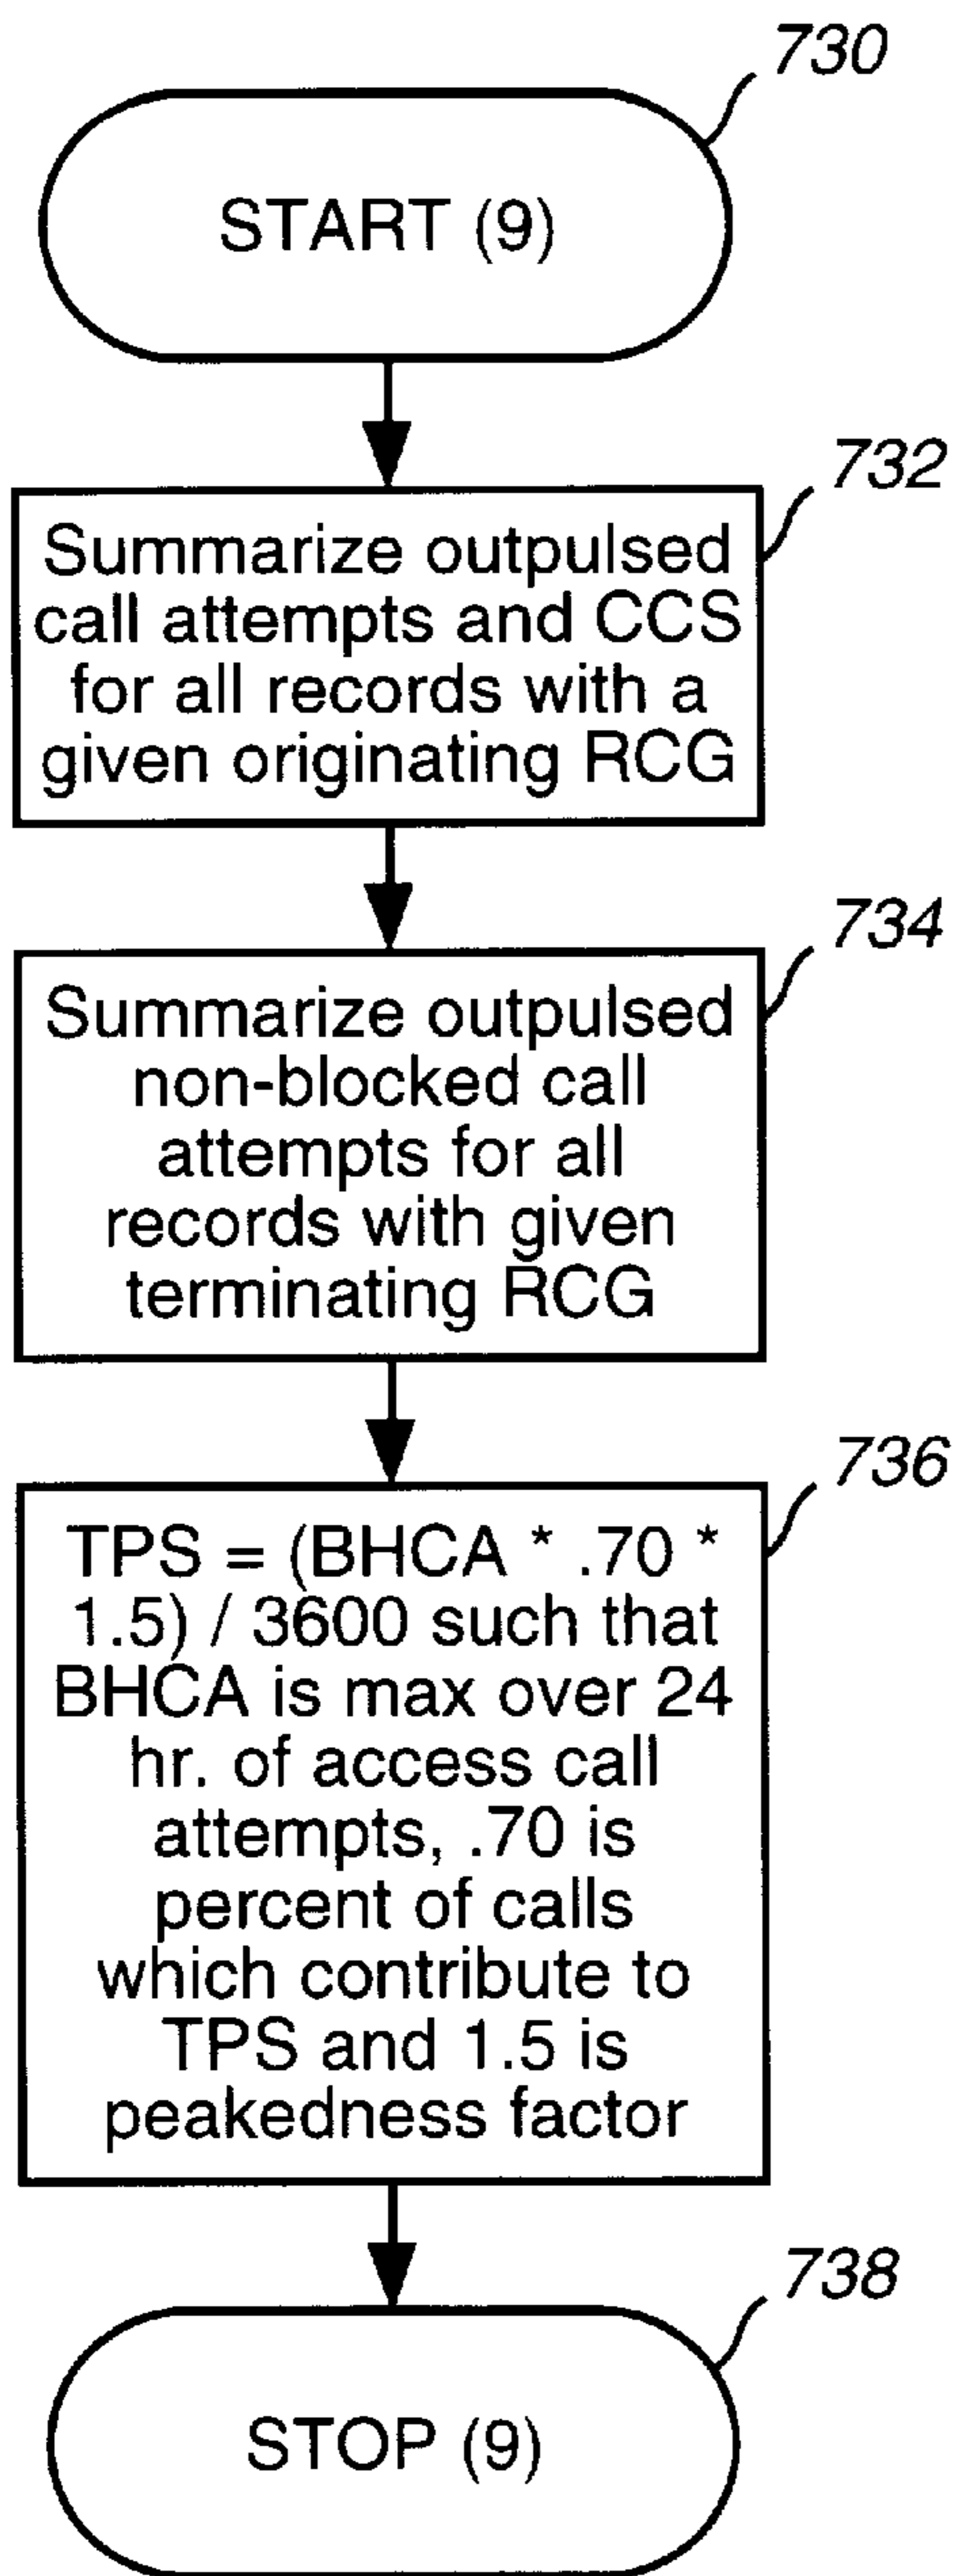 730
START (9)
732
Summarize outpulsed
call attempts and CCS
for all records with a
given originating RCG
734
Summarize outpulsed
non-blocked call
attempts for all
records with given
terminating RCG
736
TPS = (BHCA * .70 *
1.5) / 3600 such that
BHCA is max over 24
hr. of access call
attempts, .70 is
percent of calls
which contribute to
TPS and 1.5 is
peakedness factor
738
STOP (9)